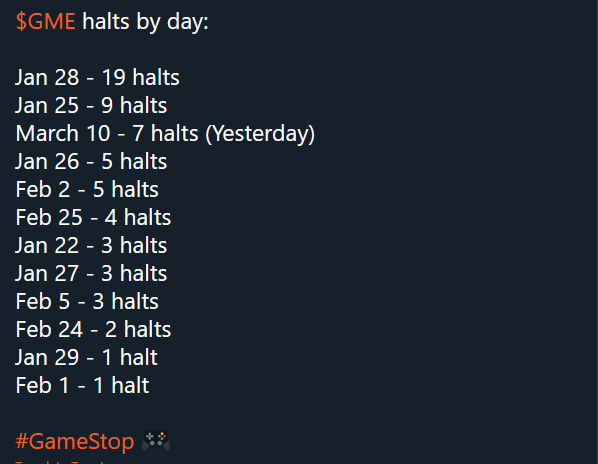 $GME halts by day:
Jan 28 - 19 halts
Jan 25 - 9 halts
March 10 - 7 halts (Yesterday)
Jan 26 - 5 halts
Feb 2 - 5 halts
Feb 25 - 4 halts
Jan 22 - 3 halts
Jan 27 - 3 halts
Feb 5 - 3 halts
Feb 24 - 2 halts
Jan 29 - 1 halt
Feb 1 - 1 halt
#GameStop 🎮